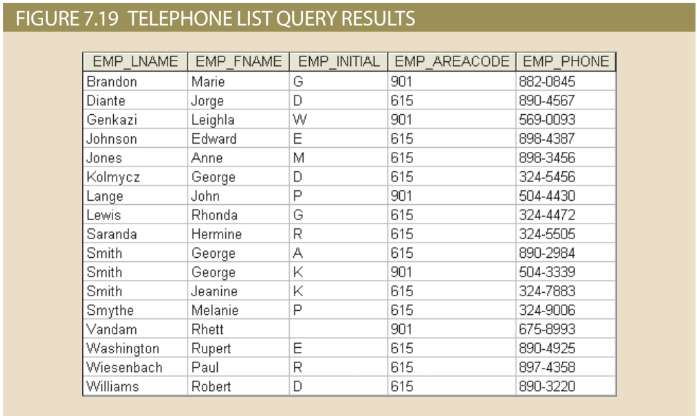 FIGURE 7.19 TELEPHONE LIST QUERY RESULTS
EMP_LNAME EMP_FNAME EMP_INITIAL EMP_AREACODE EMP_PHONE
Brandon Marie G 901 882-0845
Diante Jorge D 615 890-4567
Genkazi Leighla W 901 569-0093
Johnson Edward E 615 898-4387
Jones Anne M 615 898-3456
Kolmycz George D 615 324-5456
Lange John P 901 504-4430
Lewis Rhonda G 615 324-4472
Saranda Hermine R 615 324-5505
Smith George A 615 890-2984
Smith George K 901 504-3339
Smith Jeanine K 615 324-7883
Smythe Melanie P 615 324-9006
Vandam Rhett 901 675-8993
Washington Rupert E 615 890-4925
Wiesenbach Paul R 615 897-4358
Williams Robert D 615 890-3220